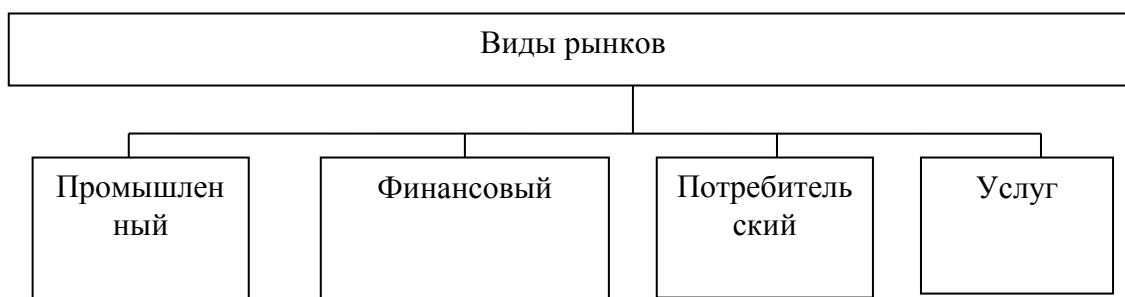 Виды рынков
Промышлен
ный
Финансовый
Потребитель
ский
Услуг